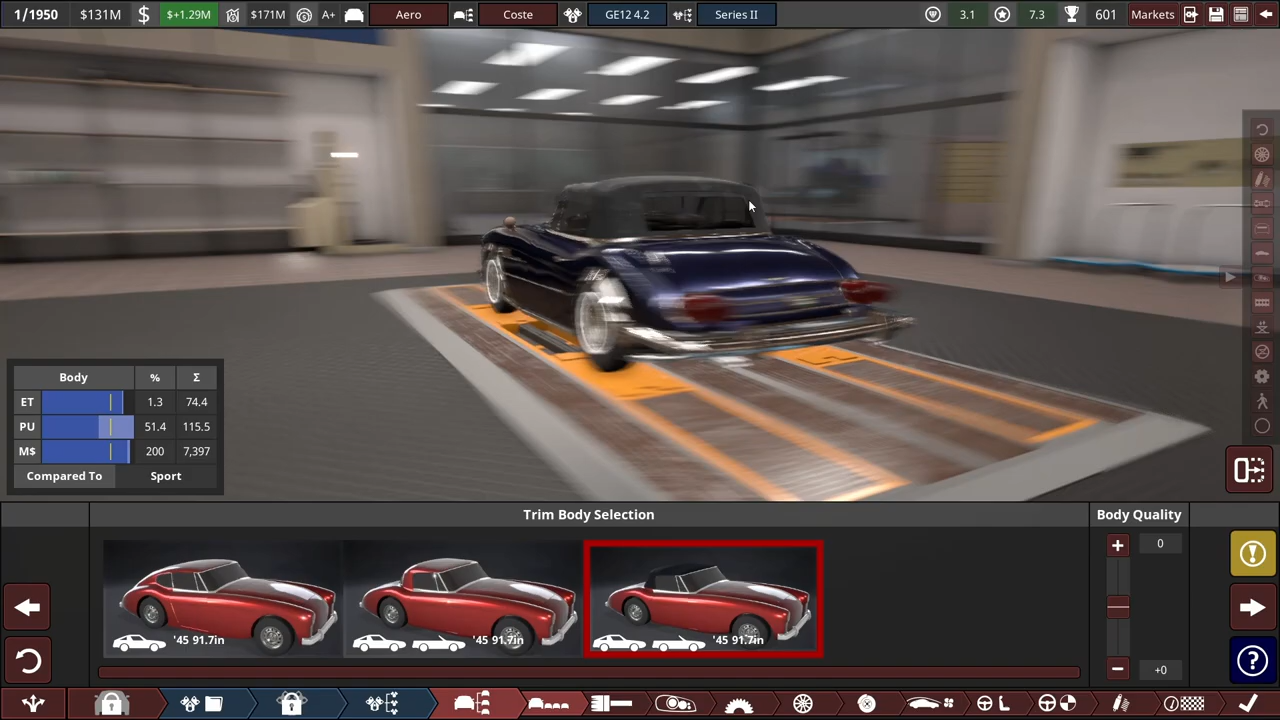 1/1950 $131M $+1.29M $171M A+ Aero Coste GE12 4.2 Series II 3.1 7.3 601 Markets
Body % Σ
ET 1.3 74.4
PU 51.4 115.5
M$ 200 7,397
Compared To Sport
Trim Body Selection
Body Quality
'45 91.7in
'45 91.7in
'45 91.7in
+ 0
- +0